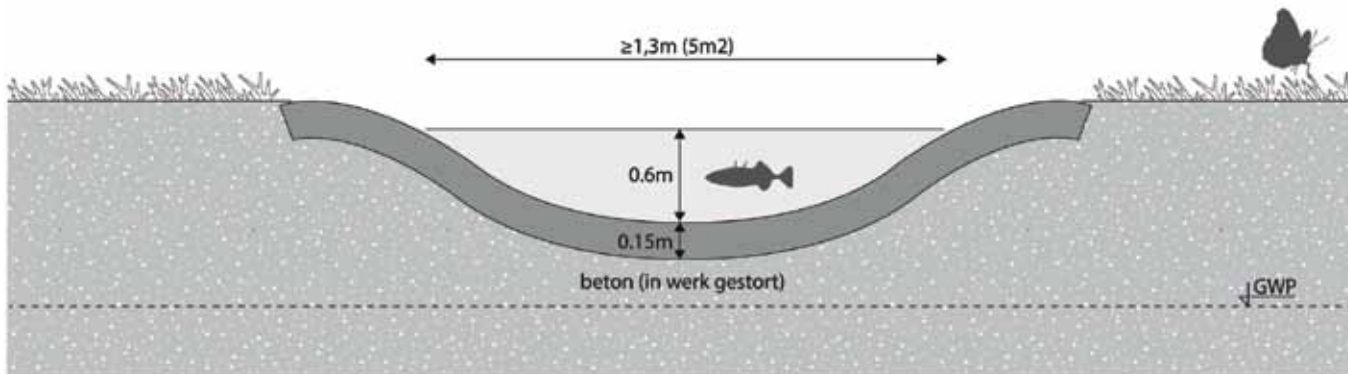 ≥1,3m (5m2)
0.6m
0.15m
beton (in werk gestort)
GWP